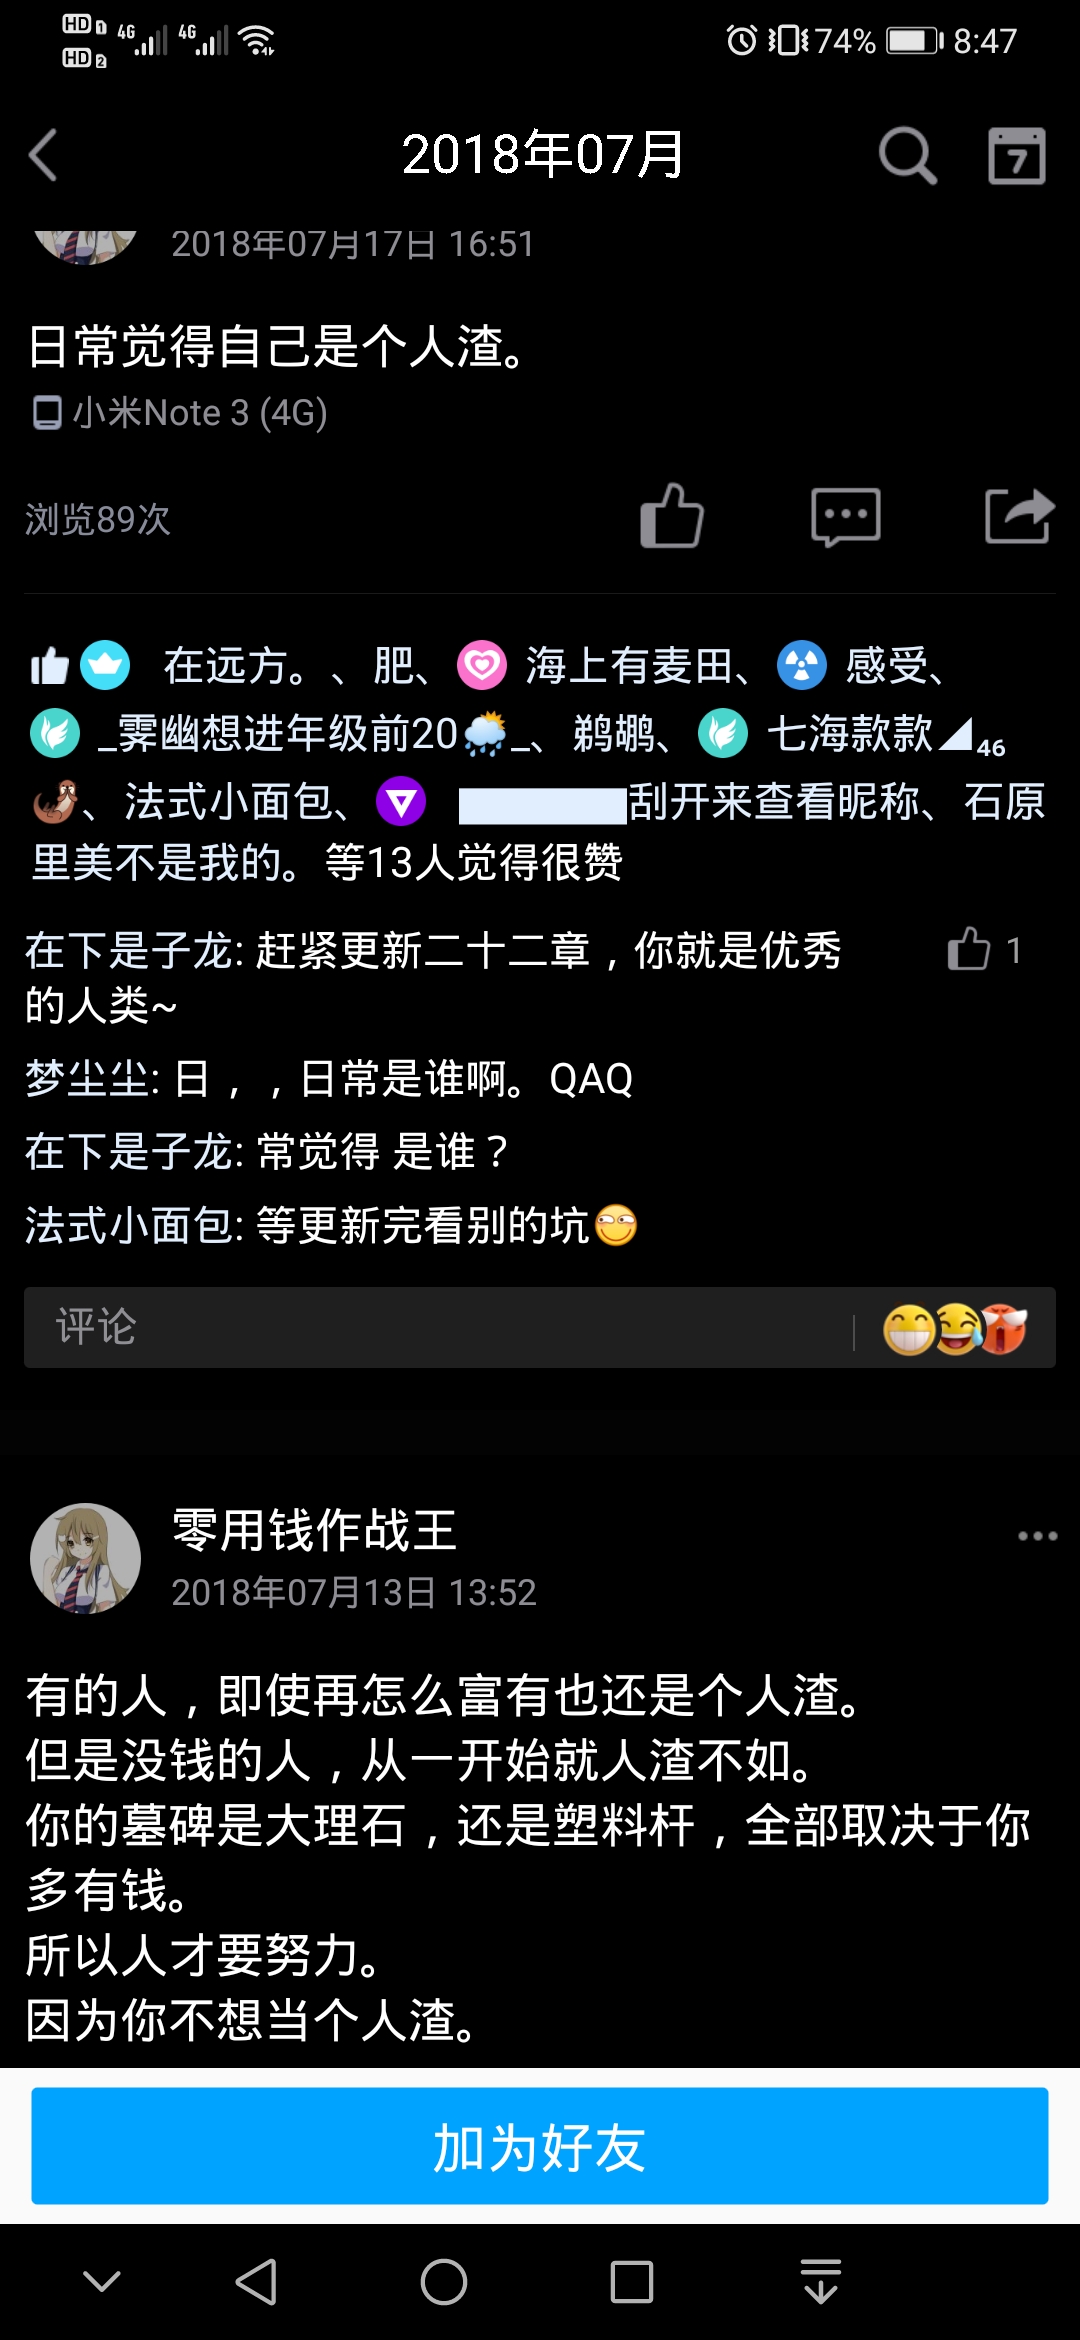 HD 1 4G 4G 74% 8:47
HD 2
2018年07月
7
2018年07月17日 16:51
日常觉得自己是个人渣。
小米Note 3 (4G)
浏览89次
在远方。、肥、 海上有麦田、 感受、
_霁幽想进年级前20🌦_、鹈鹕、 七海款款◢₄₆
🦦、法式小面包、 刮开来查看昵称、石原
里美不是我的。等13人觉得很赞
在下是子龙: 赶紧更新二十二章，你就是优秀 1
的人类~
梦尘尘: 日，，日常是谁啊。QAQ
在下是子龙: 常觉得 是谁？
法式小面包: 等更新完看别的坑
评论
零用钱作战王
2018年07月13日 13:52
有的人，即使再怎么富有也还是个人渣。
但是没钱的人，从一开始就人渣不如。
你的墓碑是大理石，还是塑料杆，全部取决于你
多有钱。
所以人才要努力。
因为你不想当个人渣。
加为好友